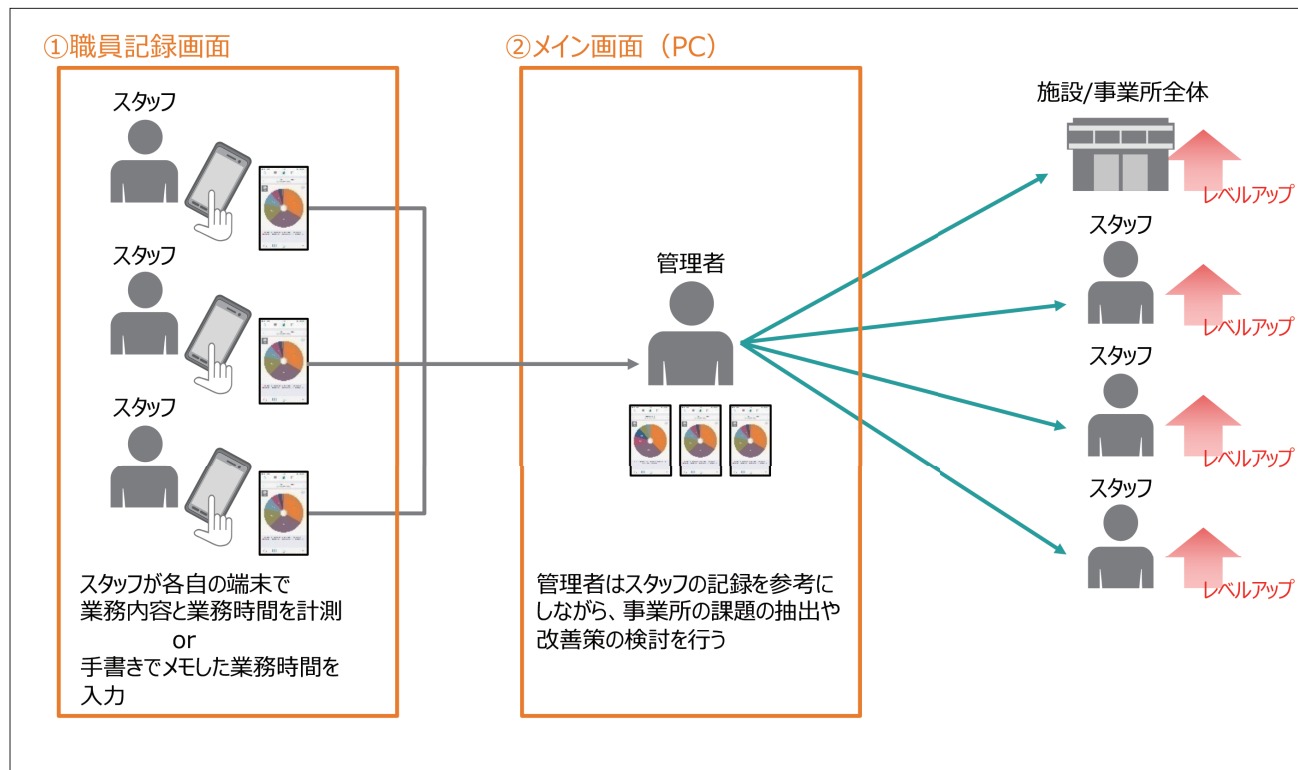 ①職員記録画面
スタッフ
スタッフ
スタッフ
スタッフが各自の端末で
業務内容と業務時間を計測
or
手書きでメモした業務時間を
入力
②メイン画面（PC）
管理者
管理者はスタッフの記録を参考に
しながら、事業所の課題の抽出や
改善策の検討を行う
施設/事業所全体
レベルアップ
スタッフ
レベルアップ
スタッフ
レベルアップ
スタッフ
レベルアップ